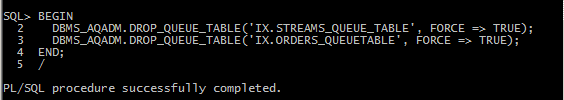 SQL> BEGIN
  2    DBMS_AQADM.DROP_QUEUE_TABLE('IX.STREAMS_QUEUE_TABLE', FORCE => TRUE);
  3    DBMS_AQADM.DROP_QUEUE_TABLE('IX.ORDERS_QUEUETABLE', FORCE => TRUE);
  4  END;
  5  /
PL/SQL procedure successfully completed.